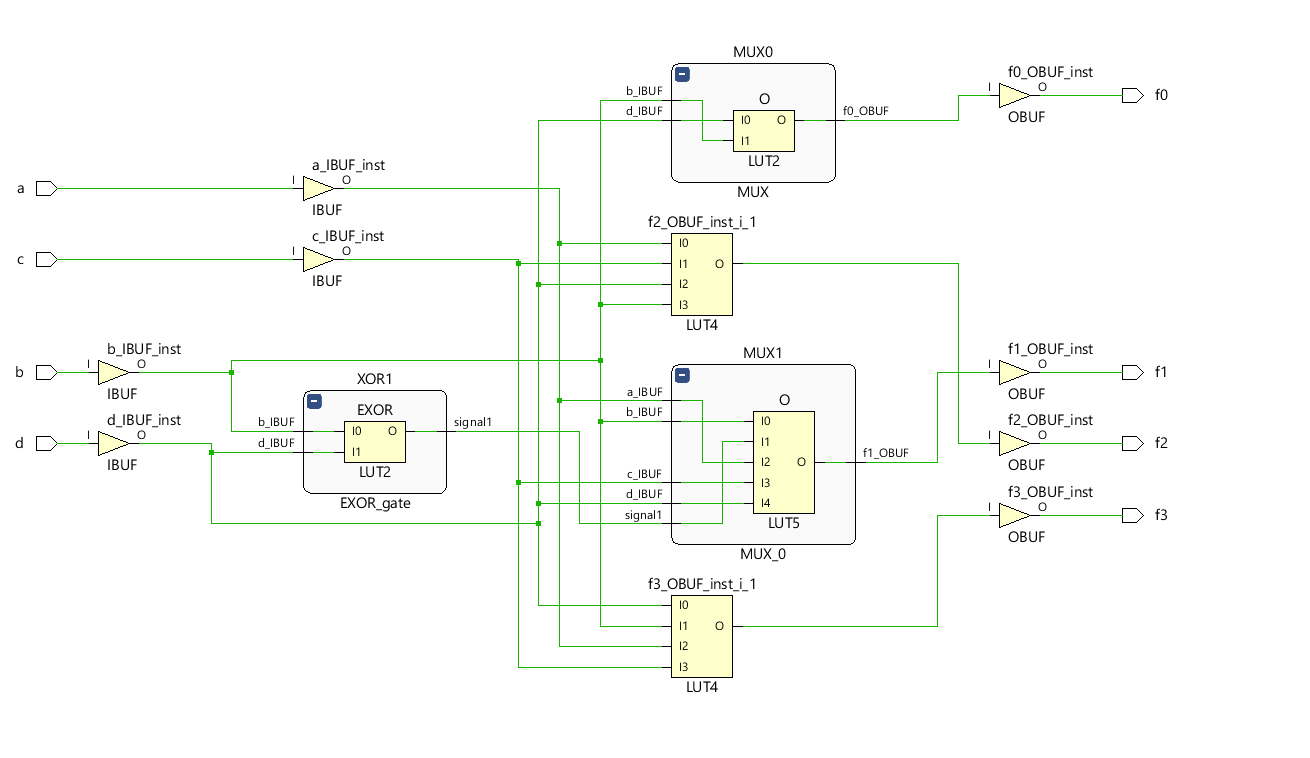 MUX0
b_IBUF
d_IBUF
O
I0 O
I1
LUT2
f0_OBUF
MUX
f0_OBUF_inst
I O
OBUF
f0
a
a_IBUF_inst
I O
IBUF
c
c_IBUF_inst
I O
IBUF
f2_OBUF_inst_i_1
I0
I1 O
I2
I3
LUT4
b
b_IBUF_inst
I O
IBUF
d
d_IBUF_inst
I O
IBUF
XOR1
b_IBUF
d_IBUF
EXOR
I0 O
I1
LUT2
signal1
EXOR_gate
MUX1
a_IBUF
b_IBUF
c_IBUF
d_IBUF
signal1
O
I0
I1
I2 O
I3
I4
LUT5
f1_OBUF
MUX_0
f1_OBUF_inst
I O
OBUF
f1
f2_OBUF_inst
I O
OBUF
f2
f3_OBUF_inst
I O
OBUF
f3
f3_OBUF_inst_i_1
I0
I1 O
I2
I3
LUT4